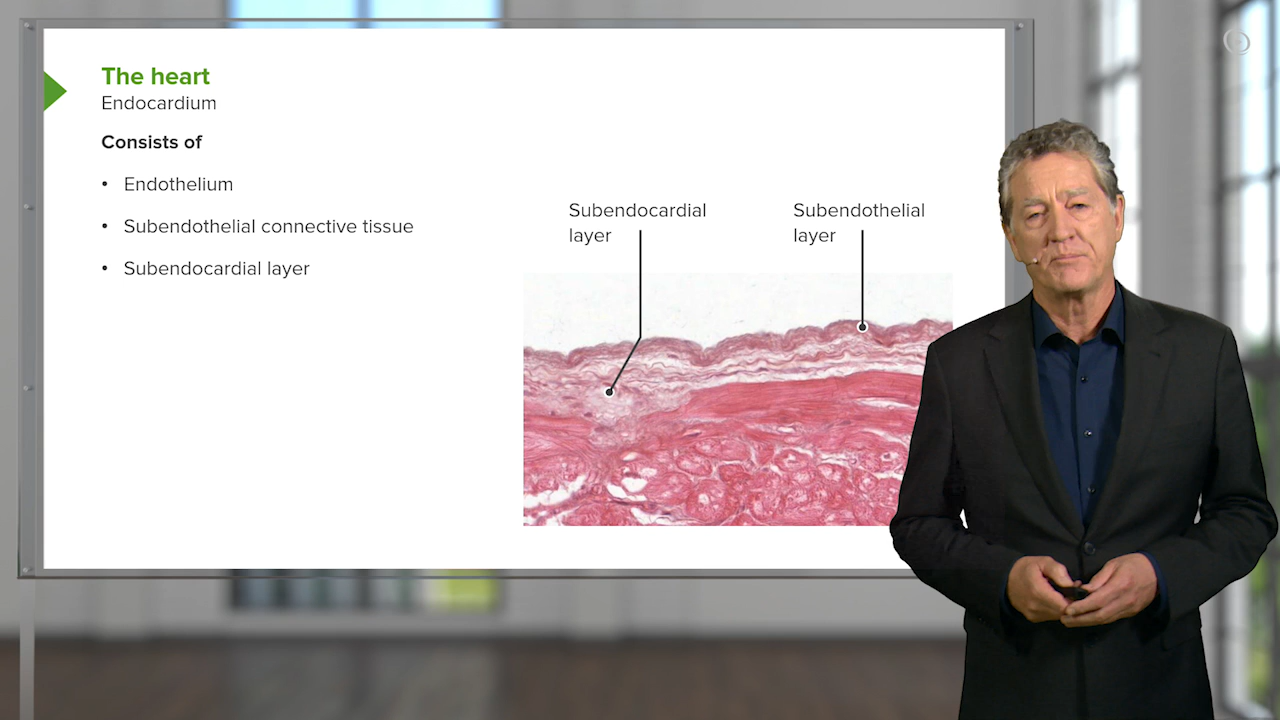 The heart
Endocardium
Consists of
• Endothelium
• Subendothelial connective tissue
• Subendocardial layer
Subendocardial
layer
Subendothelial
layer